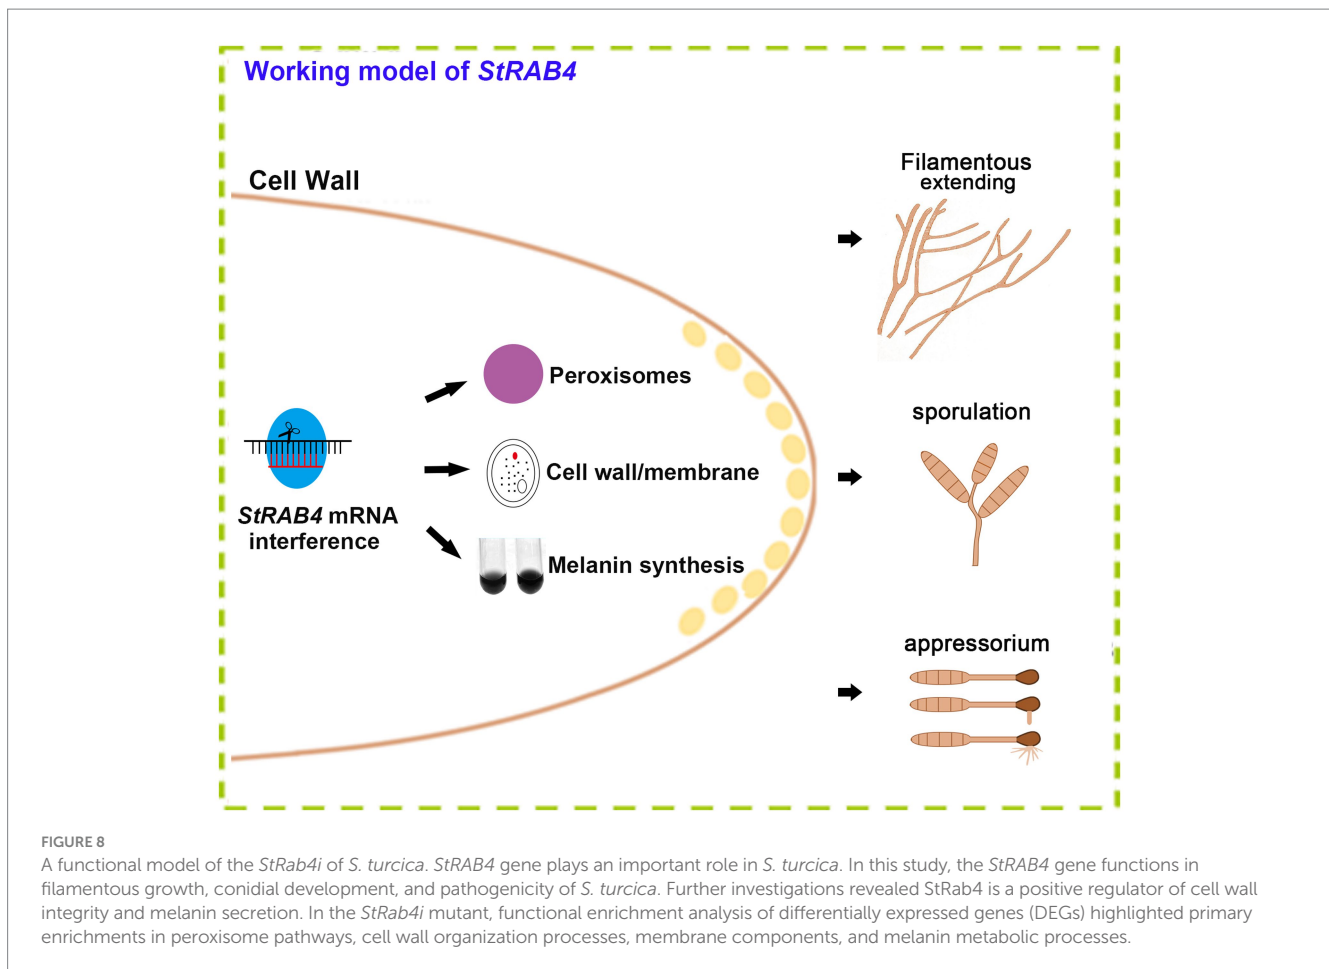 Working model of StRAB4
Cell Wall
Filamentous
extending
Peroxisomes
sporulation
Cell wall/membrane
StRAB4 mRNA
interference
Melanin synthesis
appressorium
FIGURE 8
A functional model of the StRab4i of S. turcica. StRAB4 gene plays an important role in S. turcica. In this study, the StRAB4 gene functions in
filamentous growth, conidial development, and pathogenicity of S. turcica. Further investigations revealed StRab4 is a positive regulator of cell wall
integrity and melanin secretion. In the StRab4i mutant, functional enrichment analysis of differentially expressed genes (DEGs) highlighted primary
enrichments in peroxisome pathways, cell wall organization processes, membrane components, and melanin metabolic processes.